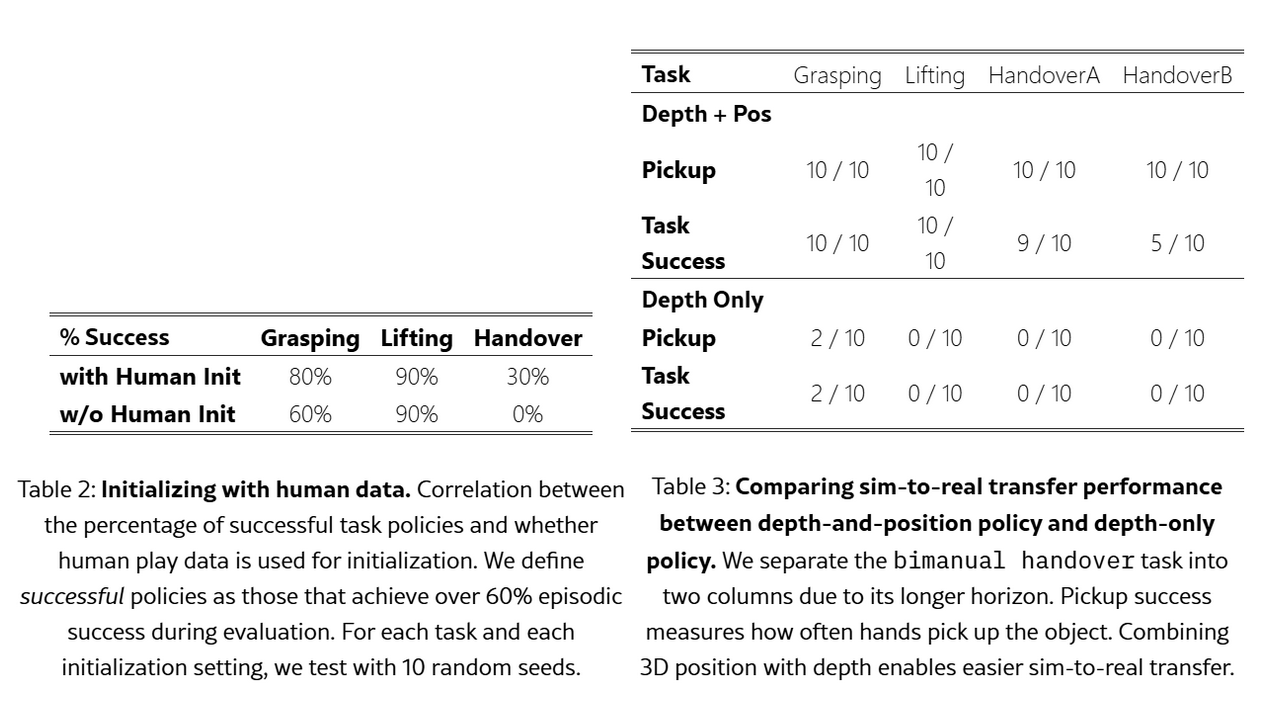 % Success Grasping Lifting Handover
with Human Init 80% 90% 30%
w/o Human Init 60% 90% 0%
Table 2: Initializing with human data. Correlation between
the percentage of successful task policies and whether
human play data is used for initialization. We define
successful policies as those that achieve over 60% episodic
success during evaluation. For each task and each
initialization setting, we test with 10 random seeds.
Task Grasping Lifting HandoverA HandoverB
Depth + Pos
Pickup 10 / 10 10 / 10 10 / 10 10 / 10
Task Success 10 / 10 10 / 10 9 / 10 5 / 10
Depth Only
Pickup 2 / 10 0 / 10 0 / 10 0 / 10
Task Success 2 / 10 0 / 10 0 / 10 0 / 10
Table 3: Comparing sim-to-real transfer performance
between depth-and-position policy and depth-only
policy. We separate the bimanual handover task into
two columns due to its longer horizon. Pickup success
measures how often hands pick up the object. Combining
3D position with depth enables easier sim-to-real transfer.